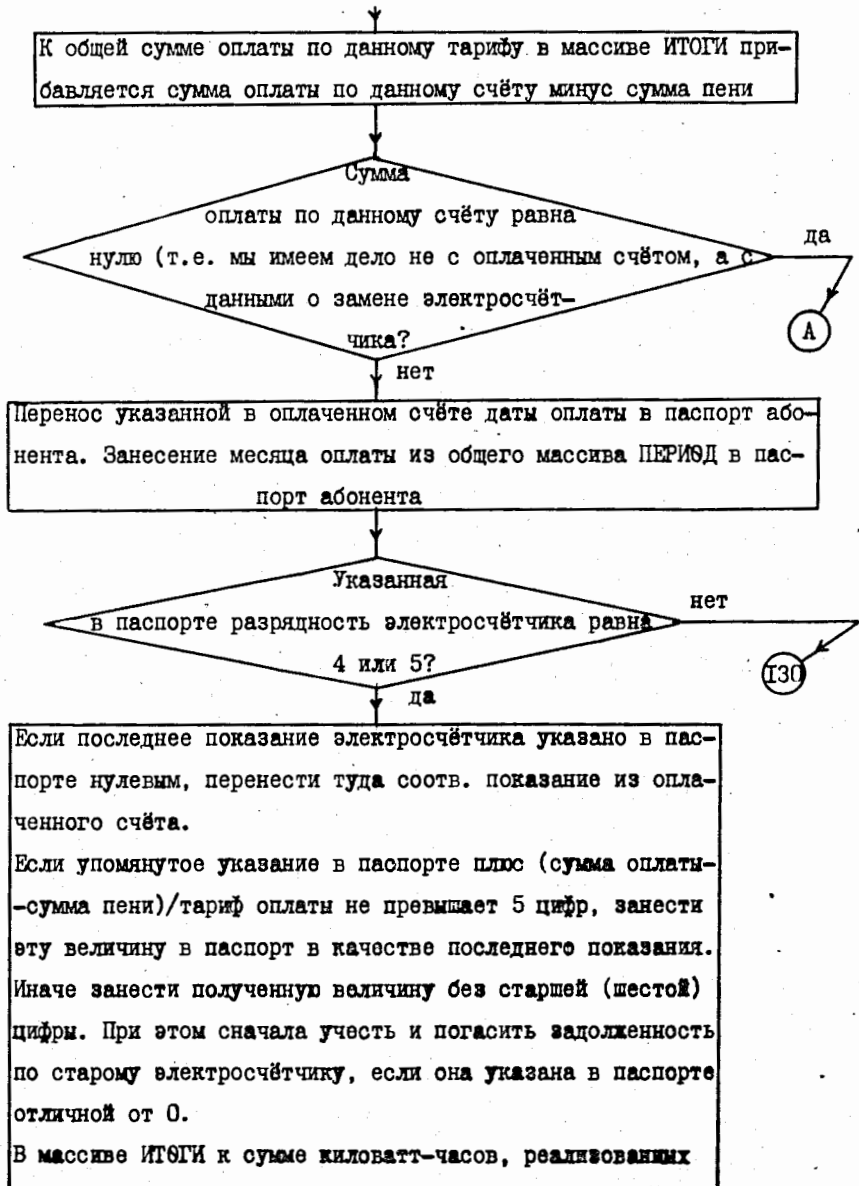 К общей сумме оплаты по данному тарифу в массиве ИТОГИ при-
бавляется сумма оплаты по данному счёту минус сумма пени
Сумма
оплаты по данному счёту равна
нулю (т.е. мы имеем дело не с оплаченным счётом, а с
данными о замене электросчёт-
чика?
да
А
нет
Перенос указанной в оплаченном счёте даты оплаты в паспорт або-
нента. Занесение месяца оплаты из общего массива ПЕРИѲД в пас-
порт абонента
Указанная
в паспорте разрядность электросчётчика равна
4 или 5?
нет
I30
да
Если последнее показание электросчётчика указано в пас-
порте нулевым, перенести туда соотв. показание из опла-
ченного счёта.
Если упомянутое указание в паспорте плюс (сумма оплаты-
-сумма пени)/тариф оплаты не превышает 5 цифр, занести
эту величину в паспорт в качестве последнего показания.
Иначе занести полученную величину без старшей (шестой)
цифры. При этом сначала учесть и погасить задолженность
по старому электросчётчику, если она указана в паспорте
отличной от 0.
В массиве ИТѲГИ к сумме киловатт-часов, реализованных